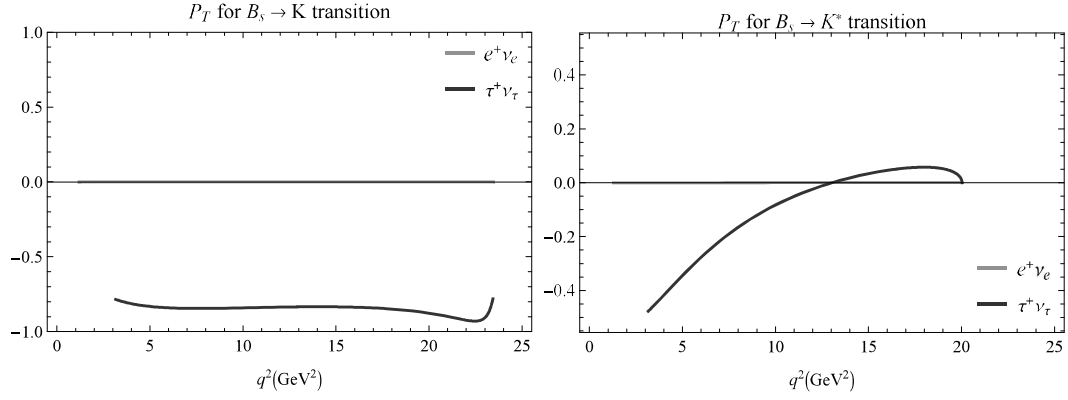 P_T for B_s → K transition
1.0
0.5
0.0
−0.5
−1.0
e⁺ν_e
τ⁺ν_τ
0 5 10 15 20 25
q²(GeV²)
P_T for B_s → K* transition
0.4
0.2
0.0
−0.2
−0.4
e⁺ν_e
τ⁺ν_τ
0 5 10 15 20 25
q²(GeV²)